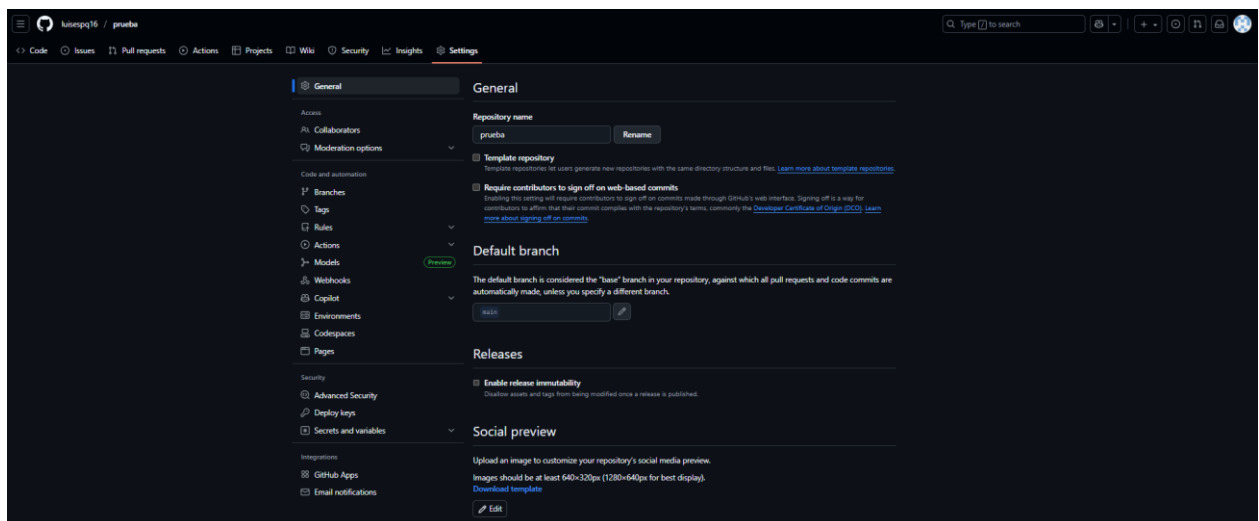 luisespq16 / prueba
Type / to search
Code Issues Pull requests Actions Projects Wiki Security Insights Settings
General
Access
Collaborators
Moderation options
Code and automation
Branches
Tags
Rules
Actions
Models Preview
Webhooks
Copilot
Environments
Codespaces
Pages
Security
Advanced Security
Deploy keys
Secrets and variables
Integrations
GitHub Apps
Email notifications
General
Repository name
prueba Rename
Template repository
Template repositories let users generate new repositories with the same directory structure and files. Learn more about template repositories.
Require contributors to sign off on web-based commits
Enabling this setting will require contributors to sign off on commits made through GitHub's web interface. Signing off is a way for
contributors to affirm that their commit complies with the repository's terms, commonly the Developer Certificate of Origin (DCO). Learn
more about signing off on commits.
Default branch
The default branch is considered the "base" branch in your repository, against which all pull requests and code commits are
automatically made, unless you specify a different branch.
main
Releases
Enable release immutability
Disallow assets and tags from being modified once a release is published.
Social preview
Upload an image to customize your repository's social media preview.
Images should be at least 640×320px (1280×640px for best display).
Download template
Edit